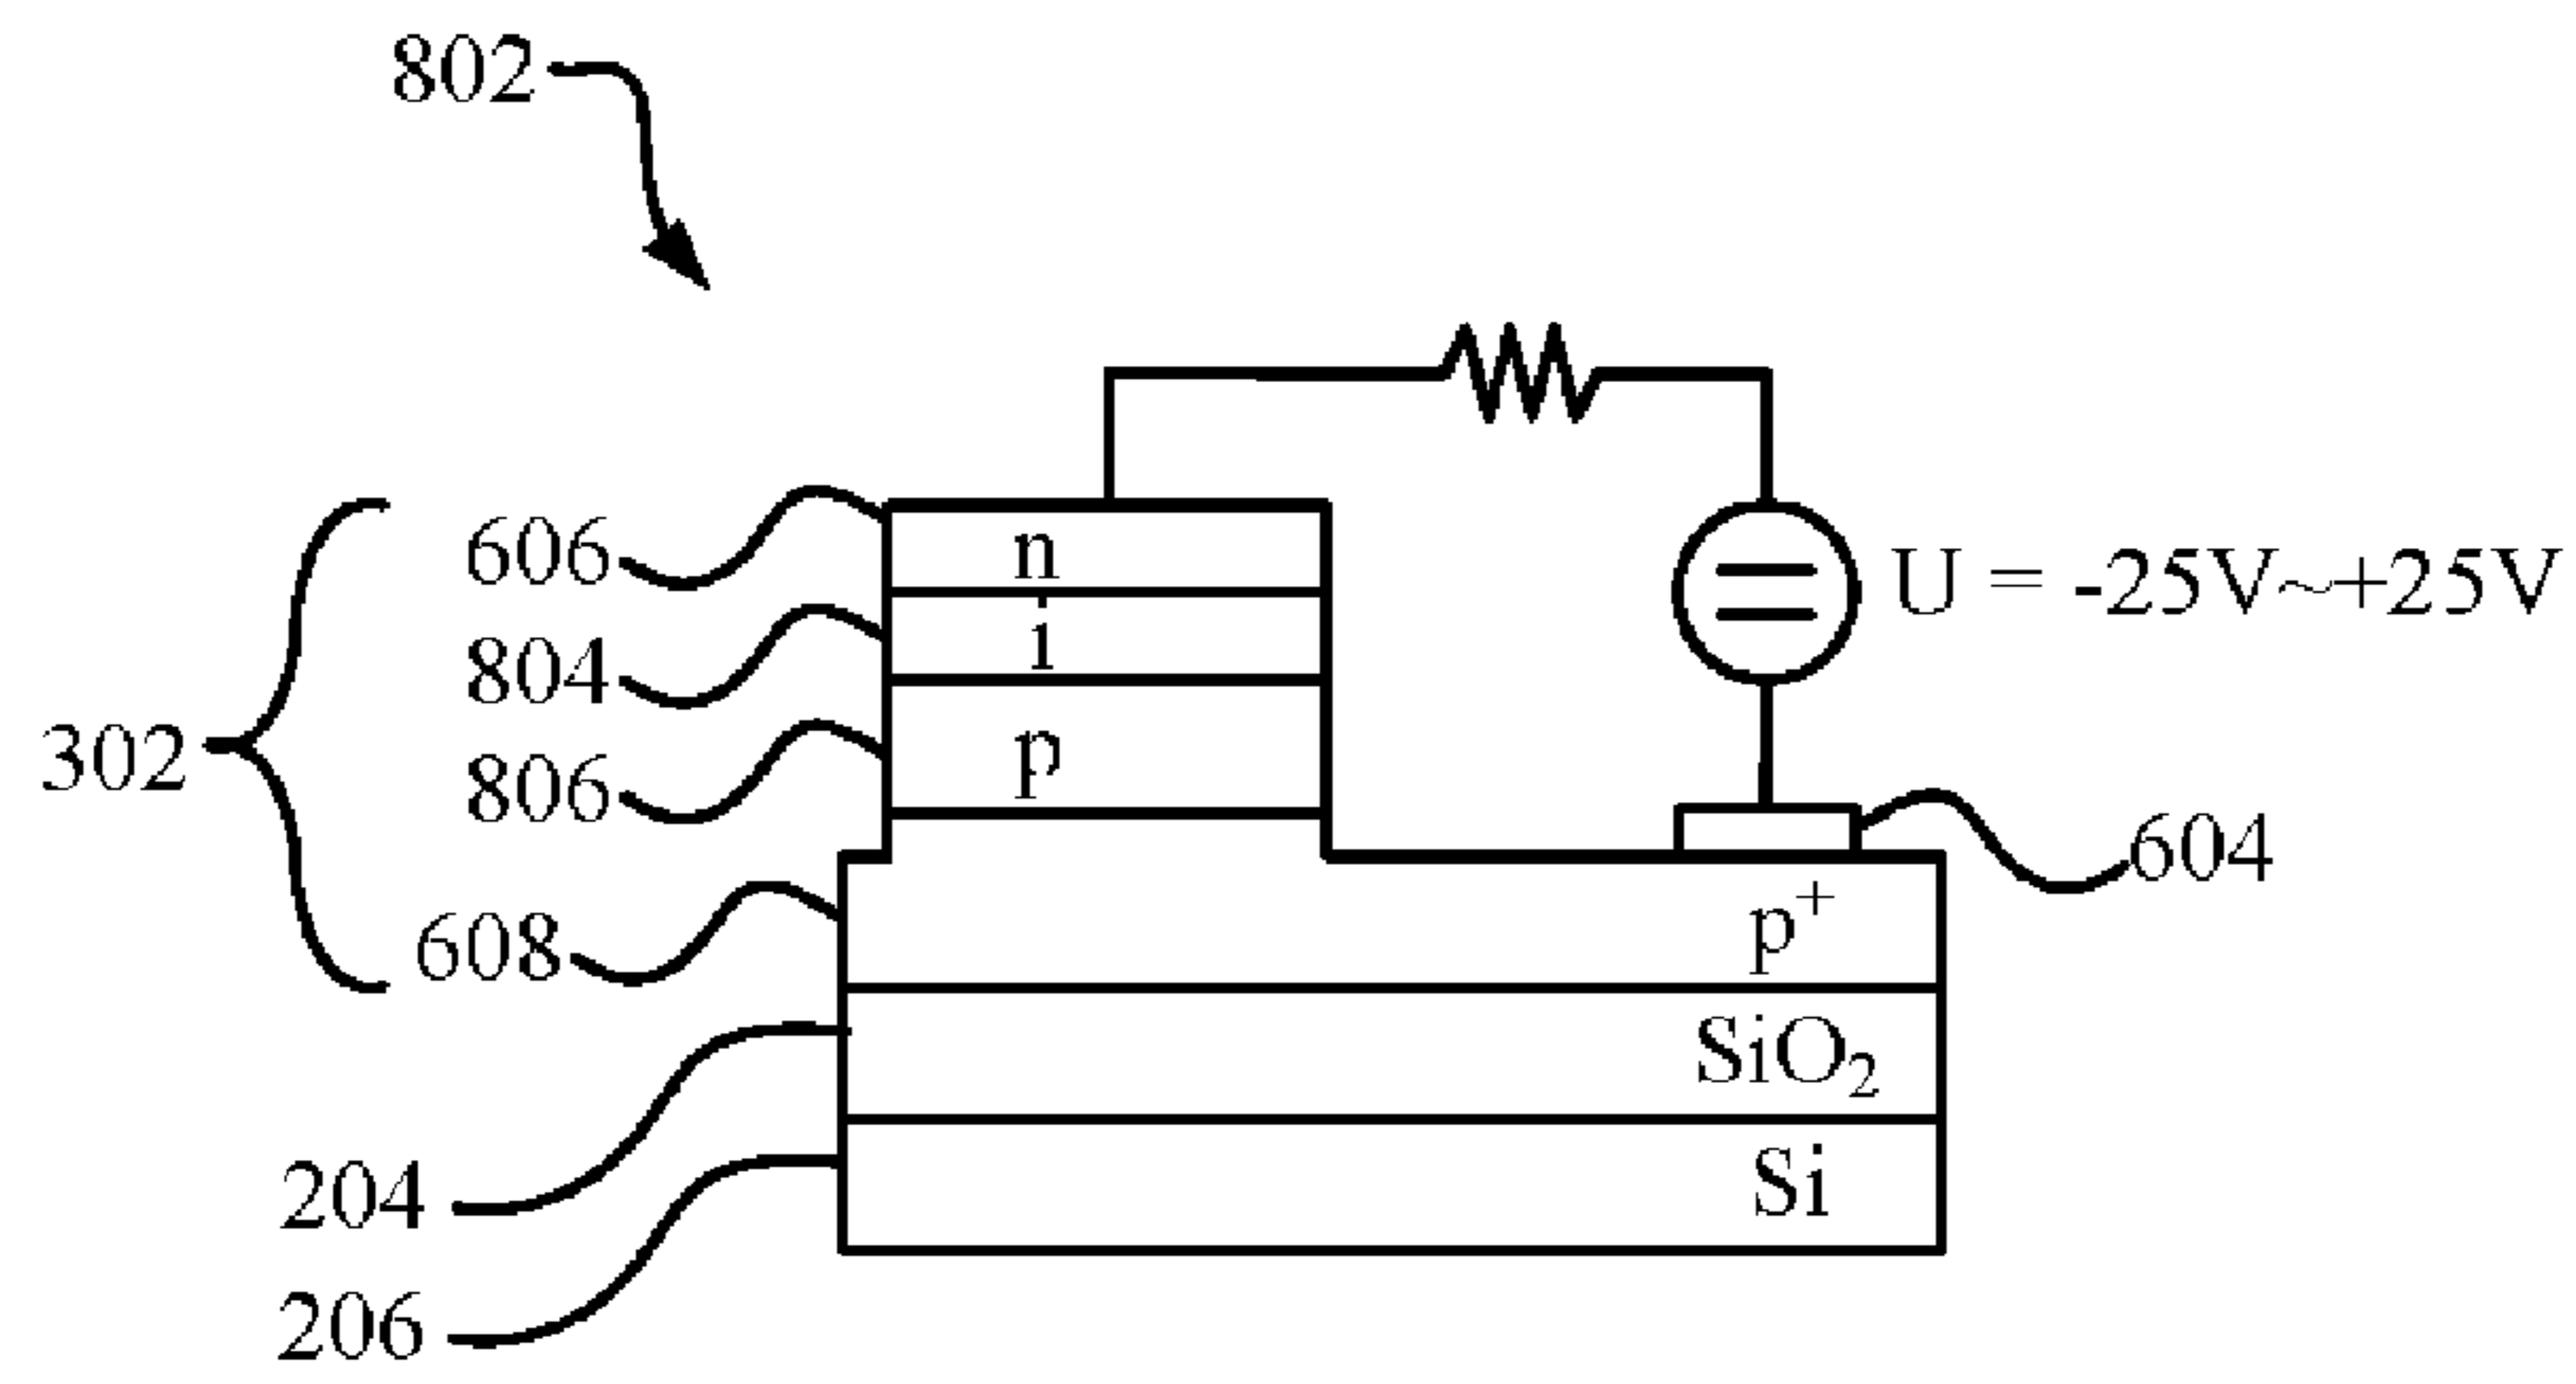 802
606 n
U = -25V~+25V
804 i
302
806 p
604
608 p⁺
SiO₂
204
Si
206